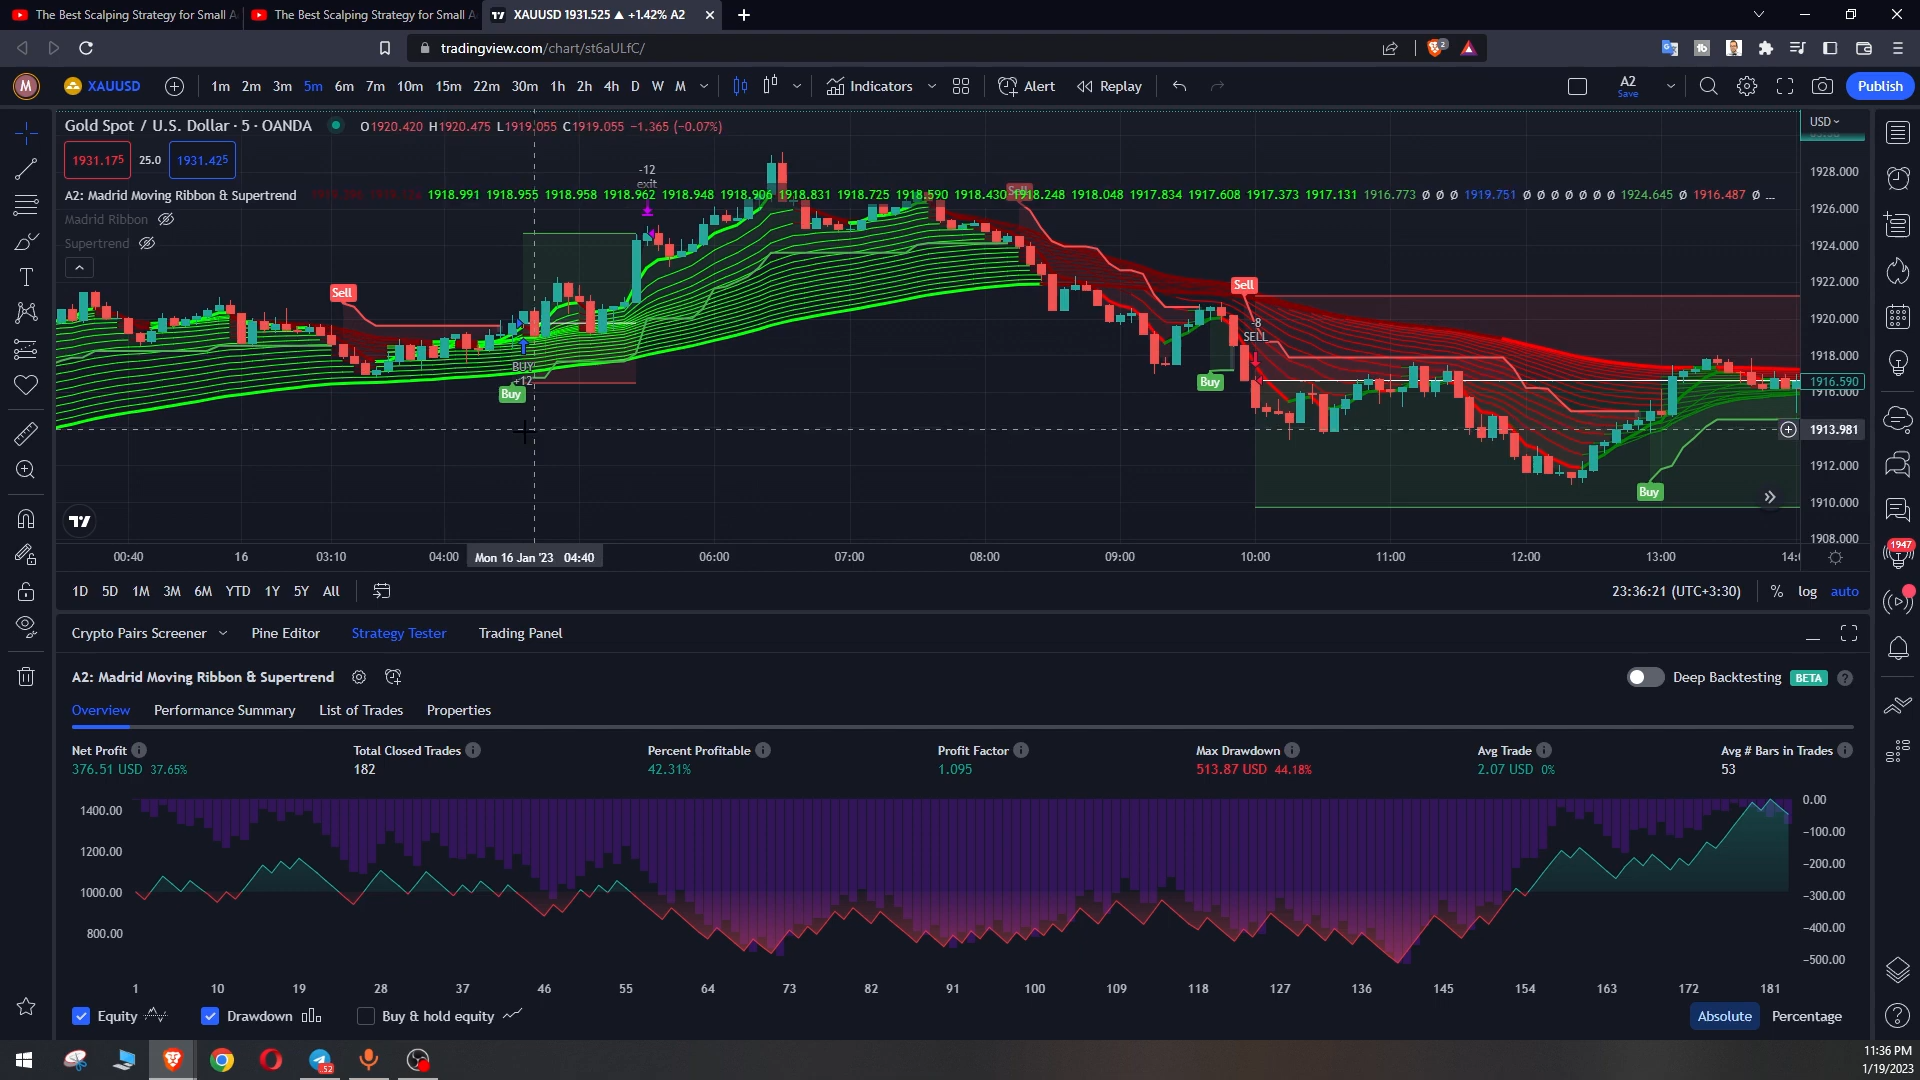 The Best Scalping Strategy for Small A
The Best Scalping Strategy for Small A
XAUUSD 1931.525 ▲ +1.42% A2
tradingview.com/chart/st6aULfC/
M
XAUUSD
1m 2m 3m 5m 6m 7m 10m 15m 22m 30m 1h 2h 4h D W M
Indicators
Alert
Replay
A2
Save
Publish
Gold Spot / U.S. Dollar · 5 · OANDA
O1920.420 H1920.475 L1919.055 C1919.055 −1.365 (−0.07%)
USD
1931.175 25.0 1931.425
A2: Madrid Moving Ribbon & Supertrend
1918.991 1918.955 1918.958 1918.962 1918.948 1918.906 1918.831 1918.725 1918.590 1918.430 1918.248 1918.048 1917.834 1917.608 1917.373 1917.131 1916.773 Ø Ø Ø 1919.751 Ø Ø Ø Ø Ø Ø Ø 1924.645 Ø 1916.487 Ø ...
Madrid Ribbon
Supertrend
-12
exit
Sell
Sell
Sell
BUY
+12
Buy
-8
SELL
Buy
Buy
1928.000
1926.000
1924.000
1922.000
1920.000
1918.000
1916.590
1916.000
1913.981
1912.000
1910.000
1908.000
00:40 16 03:10 04:00 Mon 16 Jan '23 04:40 06:00 07:00 08:00 09:00 10:00 11:00 12:00 13:00 14:
1D 5D 1M 3M 6M YTD 1Y 5Y All
23:36:21 (UTC+3:30) % log auto
1947
Crypto Pairs Screener Pine Editor Strategy Tester Trading Panel
A2: Madrid Moving Ribbon & Supertrend
Deep Backtesting BETA
Overview Performance Summary List of Trades Properties
Net Profit
376.51 USD 37.65%
Total Closed Trades
182
Percent Profitable
42.31%
Profit Factor
1.095
Max Drawdown
513.87 USD 44.18%
Avg Trade
2.07 USD 0%
Avg # Bars in Trades
53
1400.00
1200.00
1000.00
800.00
0.00
−100.00
−200.00
−300.00
−400.00
−500.00
1 10 19 28 37 46 55 64 73 82 91 100 109 118 127 136 145 154 163 172 181
Equity Drawdown Buy & hold equity
Absolute Percentage
52
11:36 PM
1/19/2023